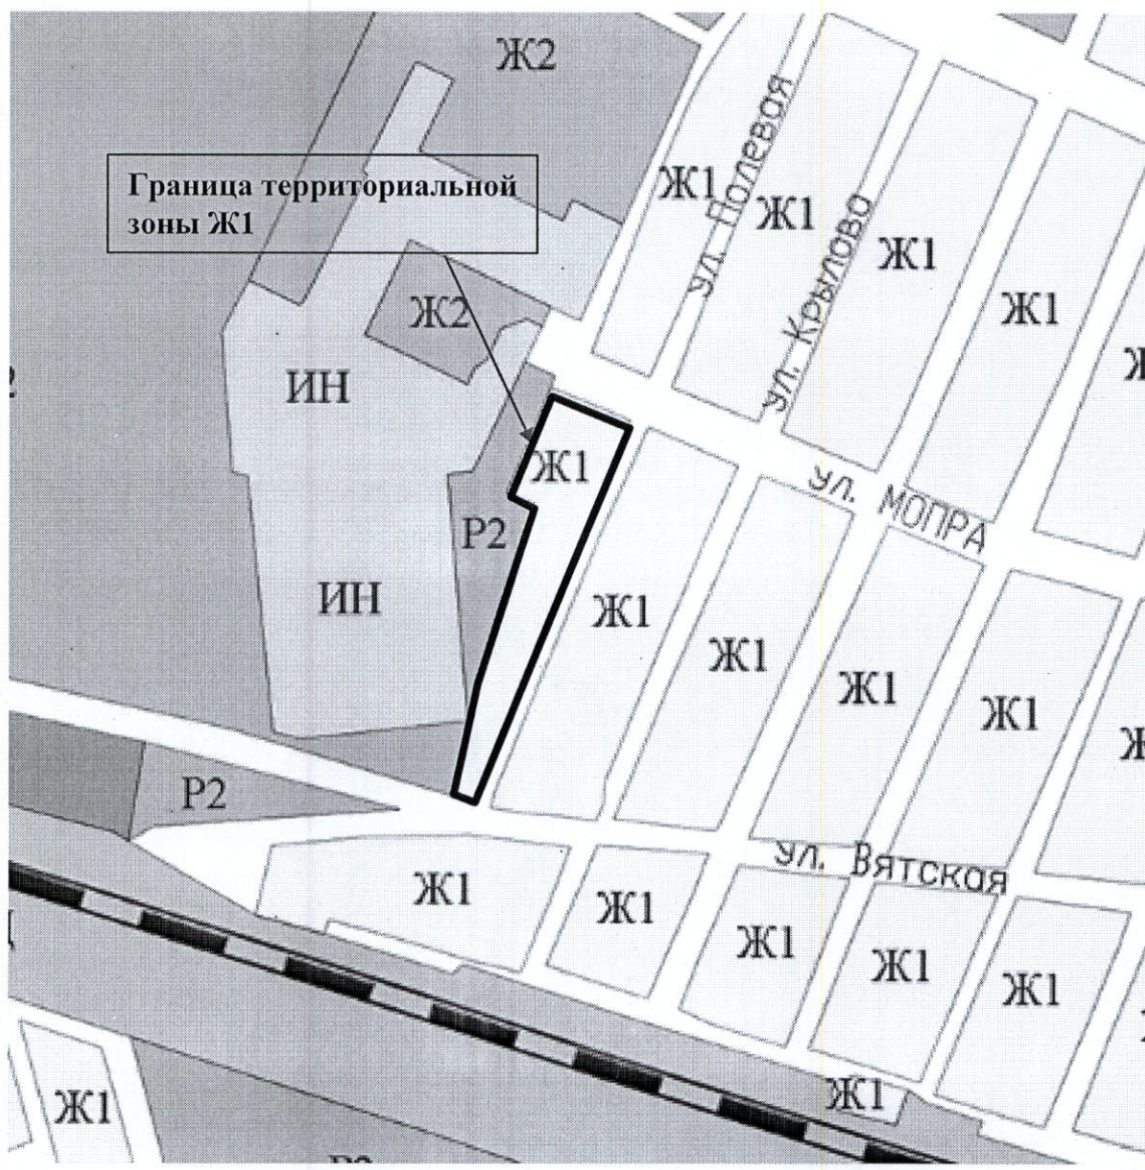 Ж2
Граница территориальной
зоны Ж1
Ж1
ул. Полевая
Ж1
ул. Крылова
Ж1
Ж1
Ж2
ИН
Ж1
ул. МОПРА
Р2
ИН
Ж1
Ж1
Ж1
Ж1
Р2
ул. Вятская
Ж1
Ж1
Ж1
Ж1
Ж1
Ж1
Ж1